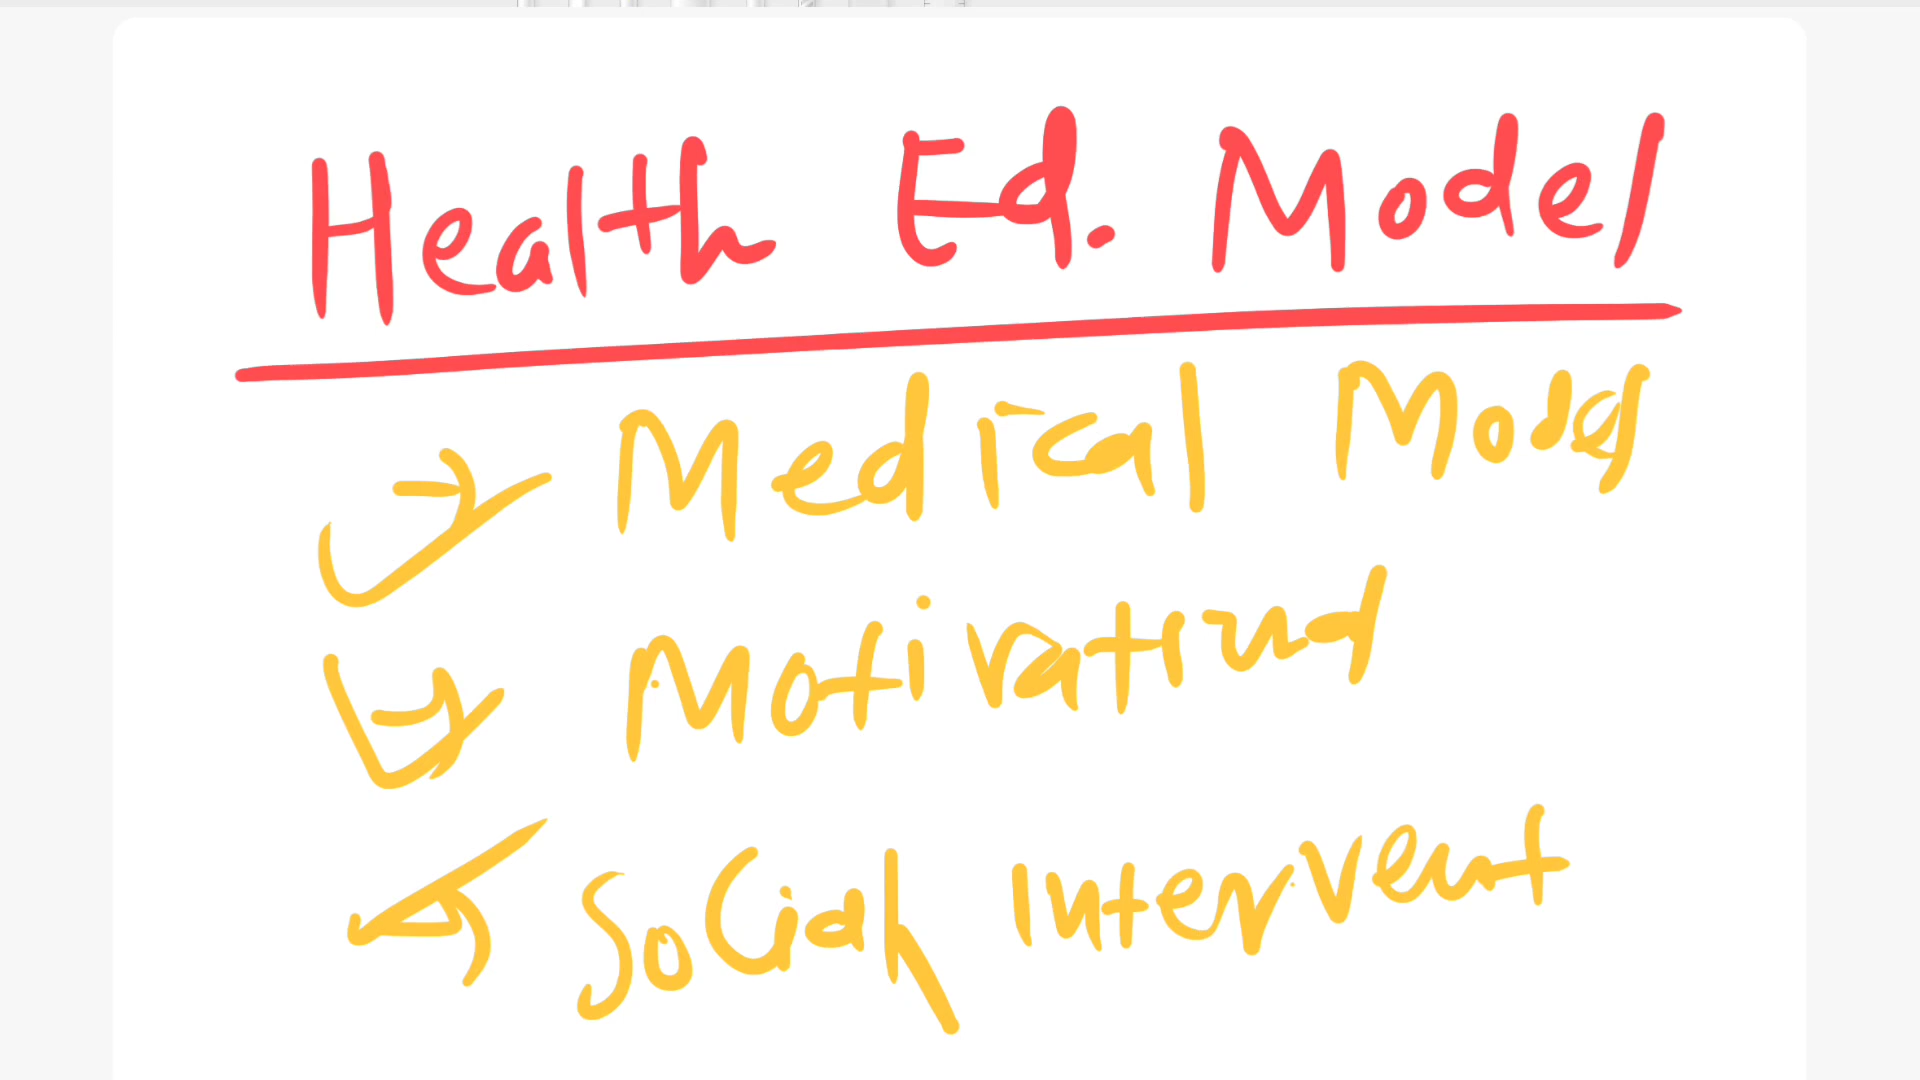 Health Ed. Model
Medical Model
Motivational
Social Intervent